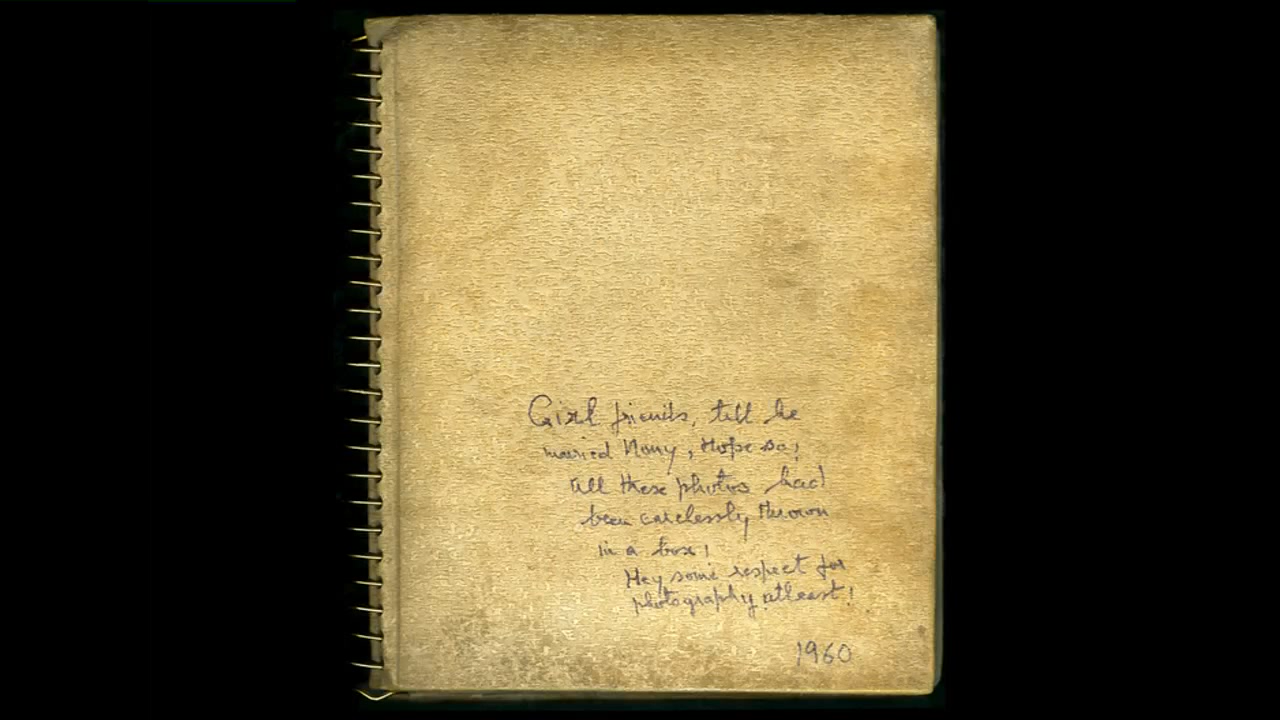 Girl friends, till he
married Nony, Hope so!
All these photos had
been carelessly thrown
in a box!
Hey some respect for
photography atleast!
1960